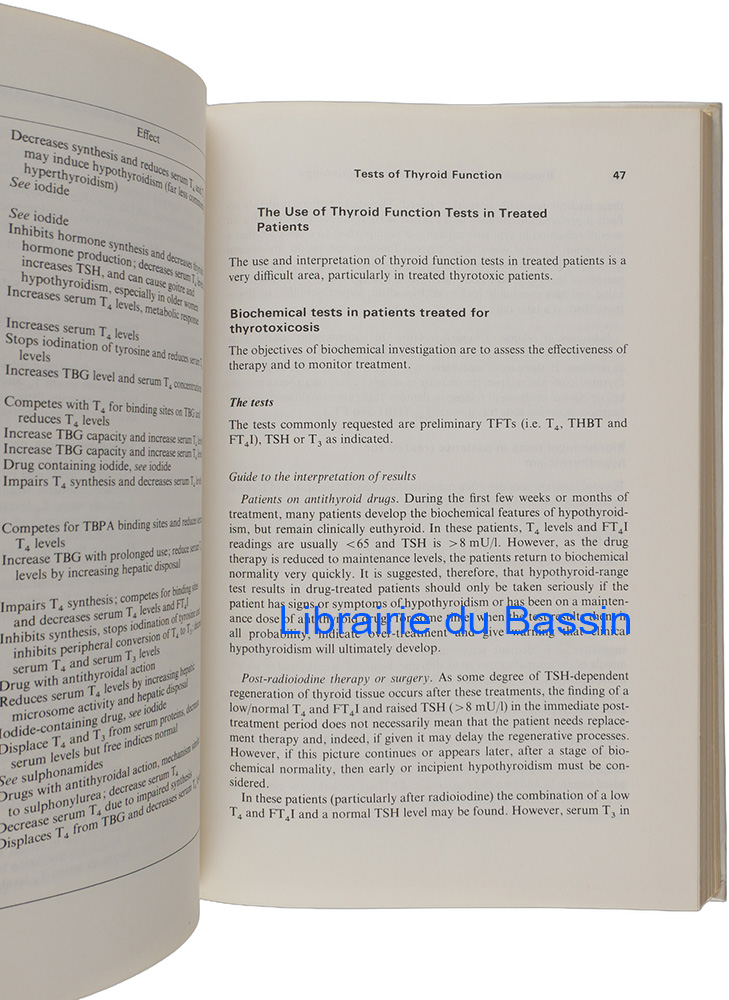 Effect
Decreases synthesis and reduces serum T₄
may induce hypothyroidism (far less common
hyperthyroidism)
See iodide
See iodide
Inhibits hormone synthesis and decreases
hormone production; decreases serum T₄
increases TSH, and can cause goitre and
hypothyroidism, especially in older women
Increases serum T₄ levels, metabolic response
Increases serum T₄ levels
Stops iodination of tyrosine and reduces serum
levels
Increases TBG level and serum T₄ concentration
Competes with T₄ for binding sites on TBG and
reduces T₄ levels
Increase TBG capacity and increase serum T₄
Increase TBG capacity and increase serum T₄
Drug containing iodide, see iodide
Impairs T₄ synthesis and decreases serum T₄
Competes for TBPA binding sites and reduce
T₄ levels
Increase TBG with prolonged use; reduce serum
levels by increasing hepatic disposal
Impairs T₄ synthesis; competes for binding sites
and decreases serum T₄ levels and FT₄I
Inhibits synthesis, stops iodination of tyrosine
inhibits peripheral conversion of T₄ to T₃
serum T₄ and serum T₃ levels
Drug with antithyroidal action
Reduces serum T₄ levels by increasing hepatic
microsome activity and hepatic disposal
Iodide-containing drug, see iodide
Displace T₄ and T₃ from serum proteins,
serum levels but free indices normal
See sulphonamides
Drugs with antithyroidal action, mechanism
to sulphonylurea; decrease serum T₄
Decrease serum T₄ due to impaired synthesis
Displaces T₄ from TBG and decreases serum T₄
Tests of Thyroid Function 47
The Use of Thyroid Function Tests in Treated
Patients
The use and interpretation of thyroid function tests in treated patients is a
very difficult area, particularly in treated thyrotoxic patients.
Biochemical tests in patients treated for
thyrotoxicosis
The objectives of biochemical investigation are to assess the effectiveness of
therapy and to monitor treatment.
The tests
The tests commonly requested are preliminary TFTs (i.e. T₄, THBT and
FT₄I), TSH or T₃ as indicated.
Guide to the interpretation of results
Patients on antithyroid drugs. During the first few weeks or months of
treatment, many patients develop the biochemical features of hypothyroid-
ism, but remain clinically euthyroid. In these patients, T₄ levels and FT₄I
readings are usually <65 and TSH is >8 mU/l. However, as the drug
therapy is reduced to maintenance levels, the patients return to biochemical
normality very quickly. It is suggested, therefore, that hypothyroid-range
test results in drug-treated patients should only be taken seriously if the
patient has signs or symptoms of hypothyroidism or has been on a mainten-
ance dose of antithyroid drug for some time, when the test results then, in
all probability, indicate over-treatment and give warning that clinical
hypothyroidism will ultimately develop.
Librairie du Bassin
Post-radioiodine therapy or surgery. As some degree of TSH-dependent
regeneration of thyroid tissue occurs after these treatments, the finding of a
low/normal T₄ and FT₄I and raised TSH (>8 mU/l) in the immediate post-
treatment period does not necessarily mean that the patient needs replace-
ment therapy and, indeed, if given it may delay the regenerative processes.
However, if this picture continues or appears later, after a stage of bio-
chemical normality, then early or incipient hypothyroidism must be con-
sidered.
In these patients (particularly after radioiodine) the combination of a low
T₄ and FT₄I and a normal TSH level may be found. However, serum T₃ in